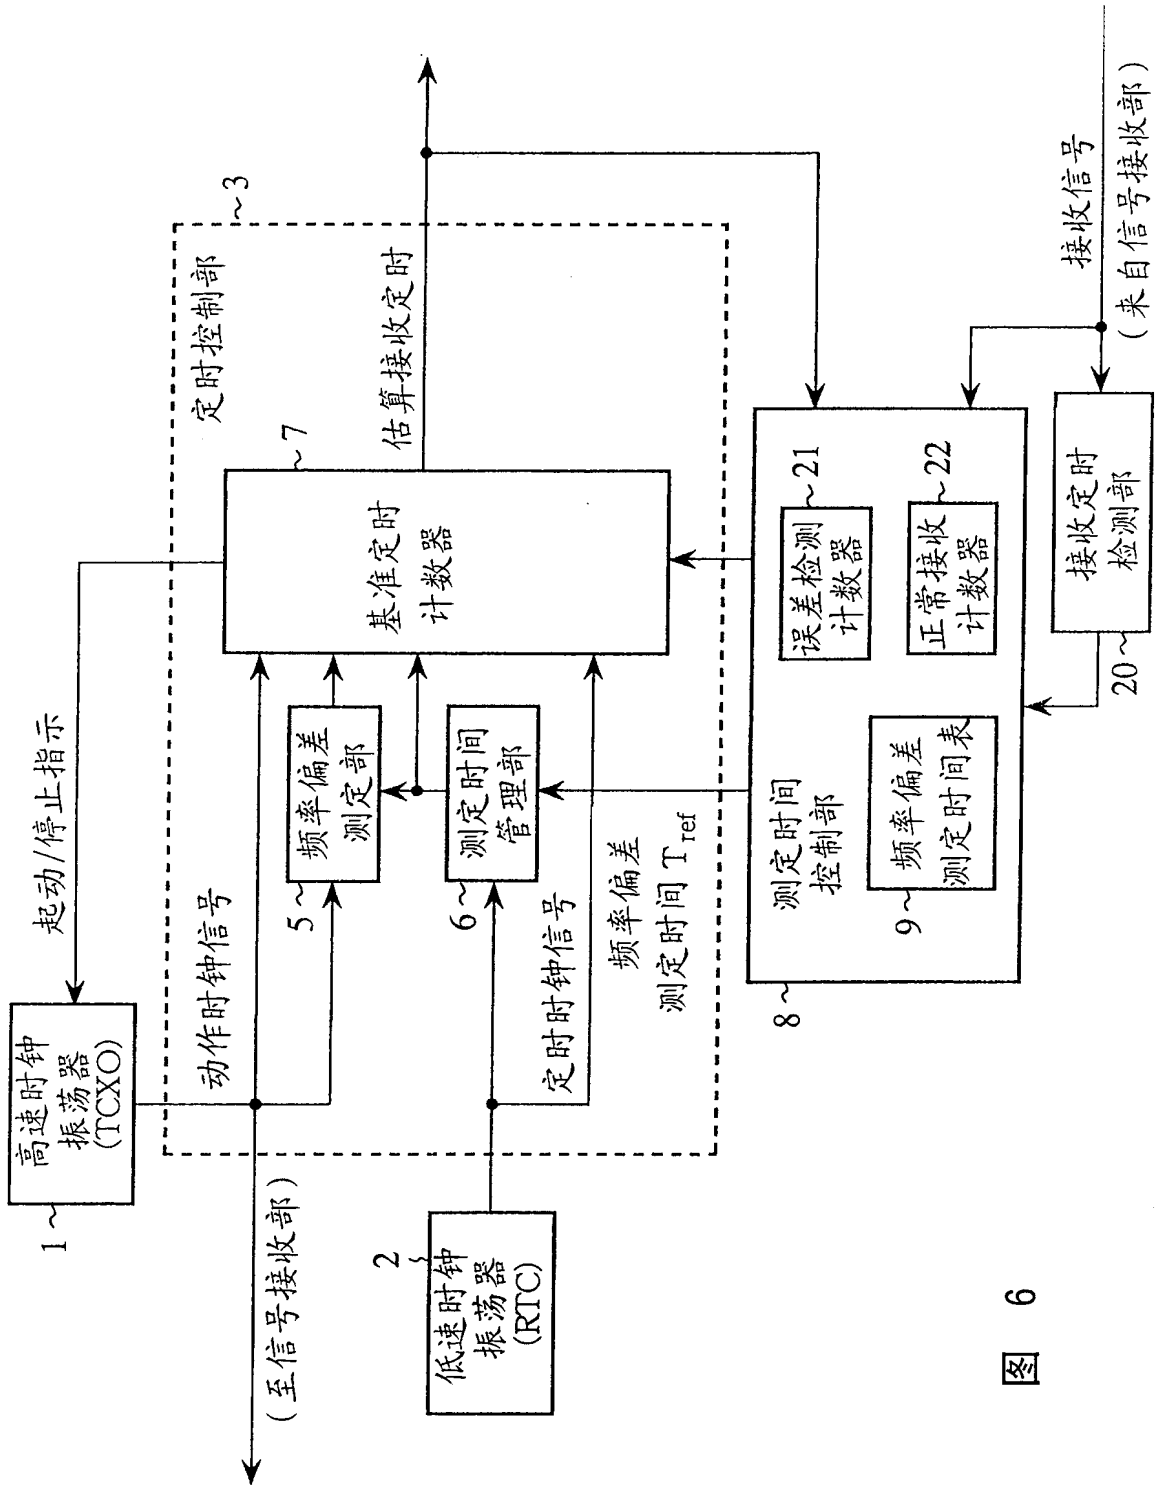 高速时钟
振荡器
(TCXO)
1
起动/停止指示
(至信号接收部)
动作时钟信号
定时控制部
3
频率偏差
测定部
5
测定时间
管理部
6
基准定时
计数器
7
估算接收定时
低速时钟
振荡器
(RTC)
2
定时时钟信号
频率偏差
测定时间 Tref
测定时间
控制部
8
频率偏差
测定时间表
9
误差检测
计数器
21
正常接收
计数器
22
接收定时
检测部
20
接收信号
(来自信号接收部)
图 6